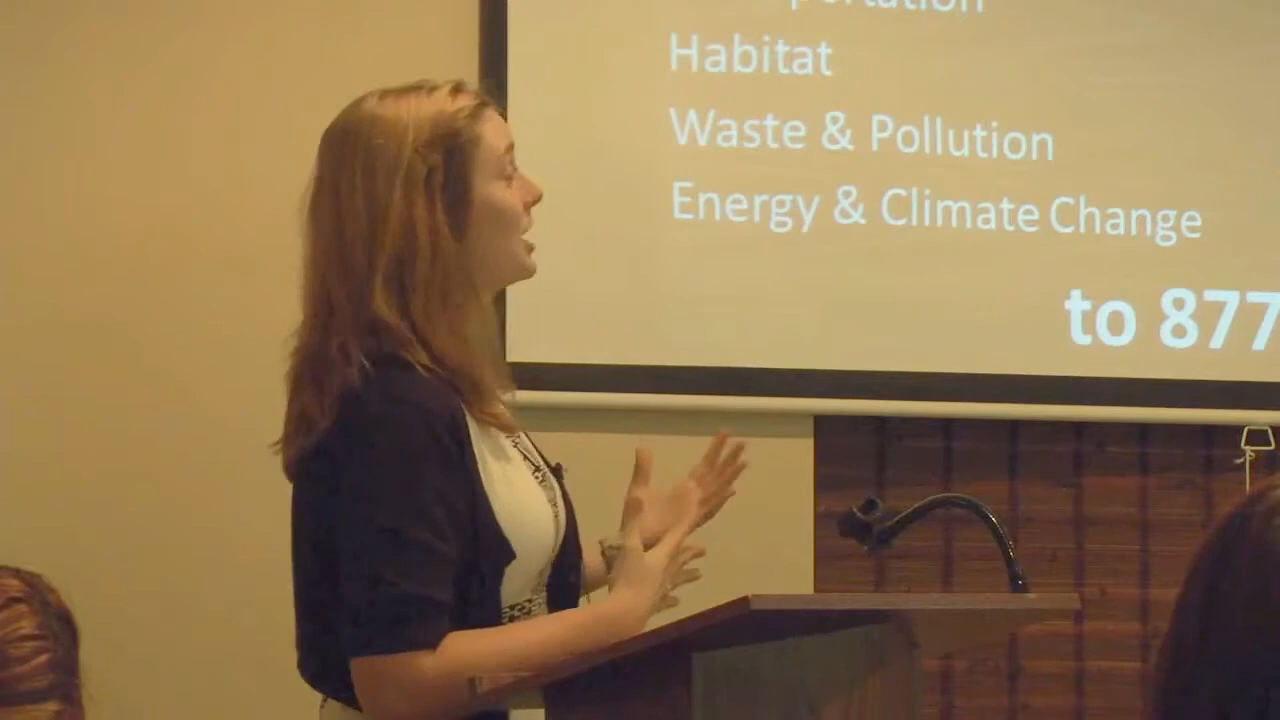 Habitat
Waste & Pollution
Energy & Climate Change
to 877